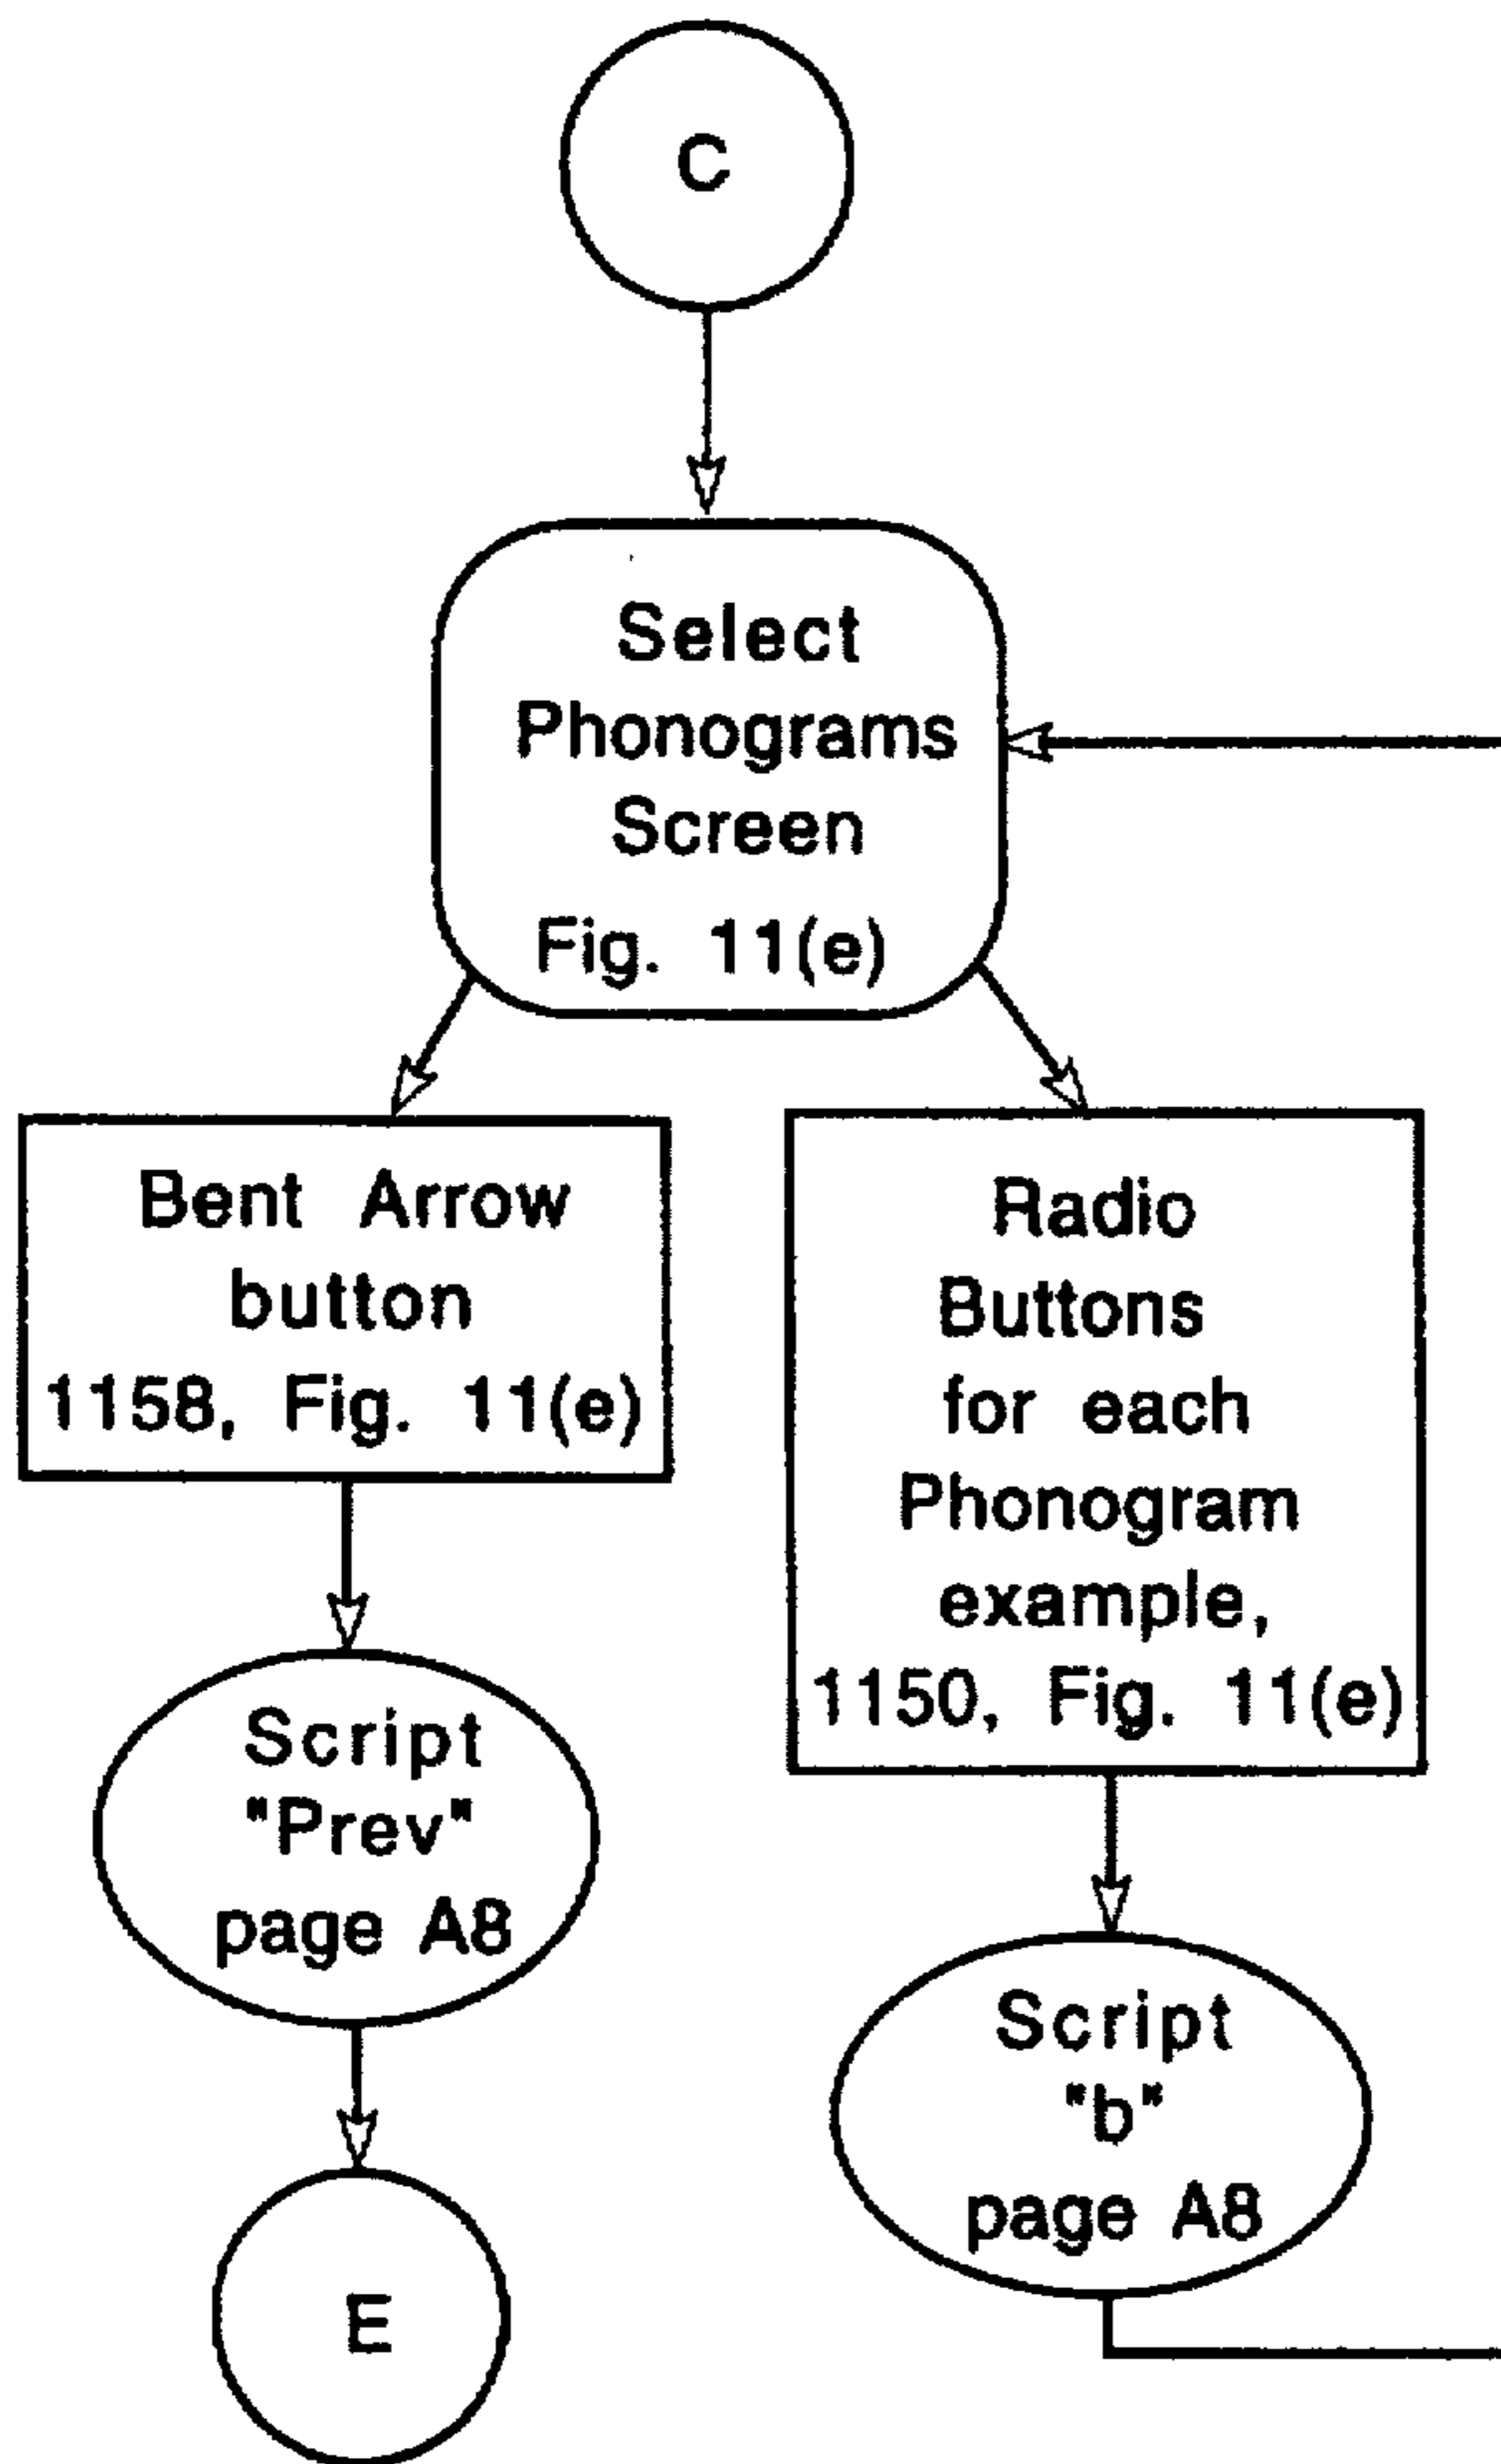 C
Select
Phonograms
Screen
Fig. 11(e)
Bent Arrow
button
1158, Fig. 11(e)
Radio
Buttons
for each
Phonogram
example,
1150, Fig. 11(e)
Script
"Prev"
page A8
Script
"b"
page A8
E